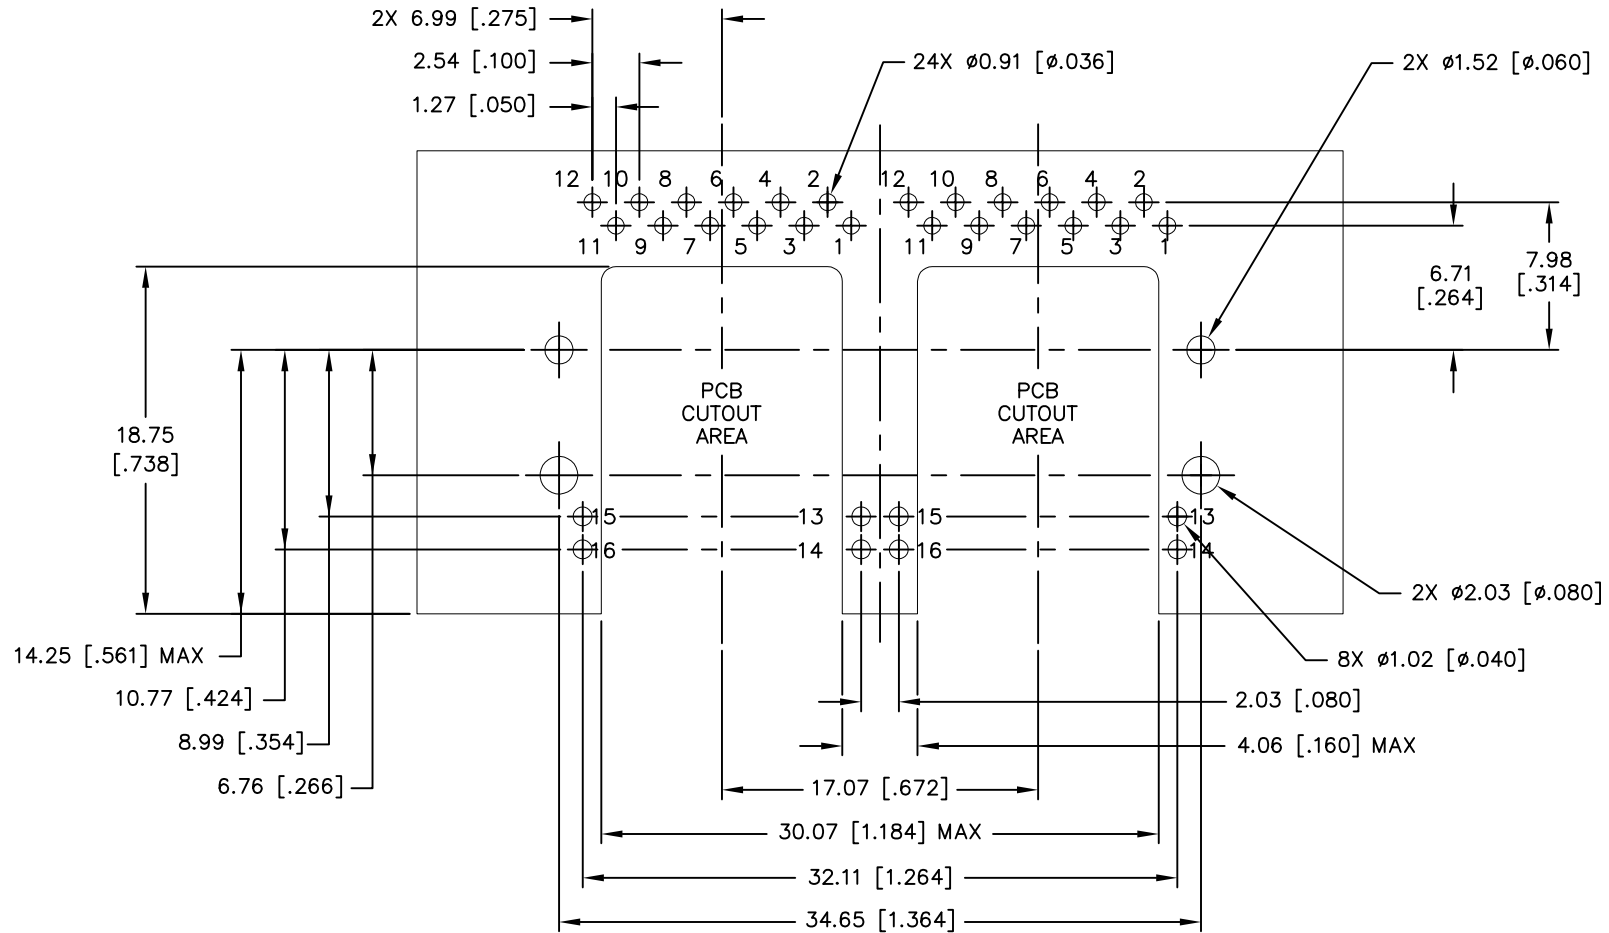 2X 6.99 [.275]
2.54 [.100]
1.27 [.050]
24X ø0.91 [ø.036]
2X ø1.52 [ø.060]
12 10 8 6 4 2 12 10 8 6 4 2
11 9 7 5 3 1 11 9 7 5 3 1
6.71
[.264]
7.98
[.314]
PCB
CUTOUT
AREA
PCB
CUTOUT
AREA
18.75
[.738]
15 13 15 13
16 14 16 14
2X ø2.03 [ø.080]
14.25 [.561] MAX
8X ø1.02 [ø.040]
10.77 [.424]
2.03 [.080]
8.99 [.354]
4.06 [.160] MAX
6.76 [.266]
17.07 [.672]
30.07 [1.184] MAX
32.11 [1.264]
34.65 [1.364]